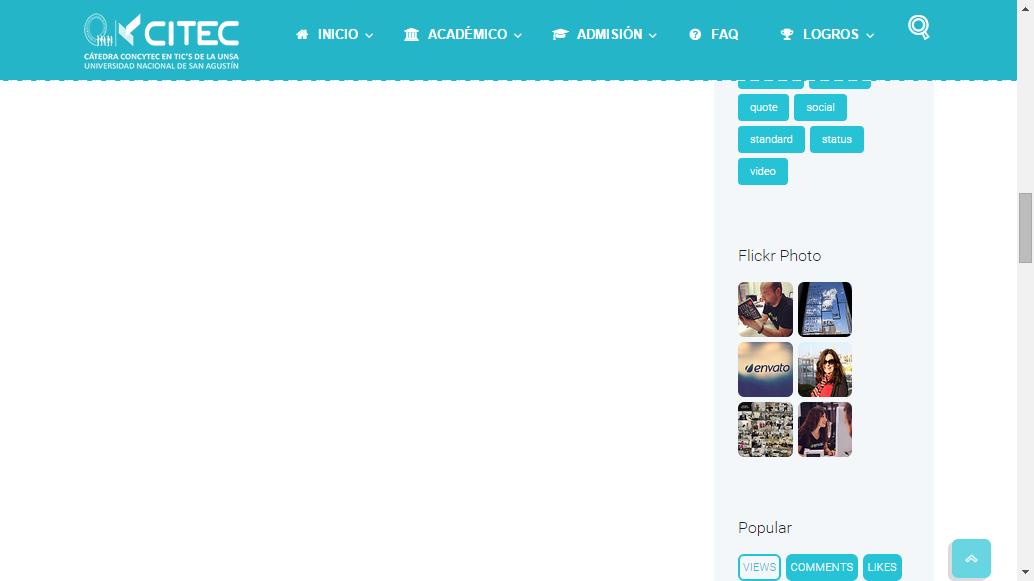 CITEC
CÁTEDRA CONCYTEC EN TIC'S DE LA UNSA
UNIVERSIDAD NACIONAL DE SAN AGUSTÍN
INICIO
ACADÉMICO
ADMISIÓN
FAQ
LOGROS
quote
social
standard
status
video
Flickr Photo
envato
Popular
VIEWS
COMMENTS
LIKES